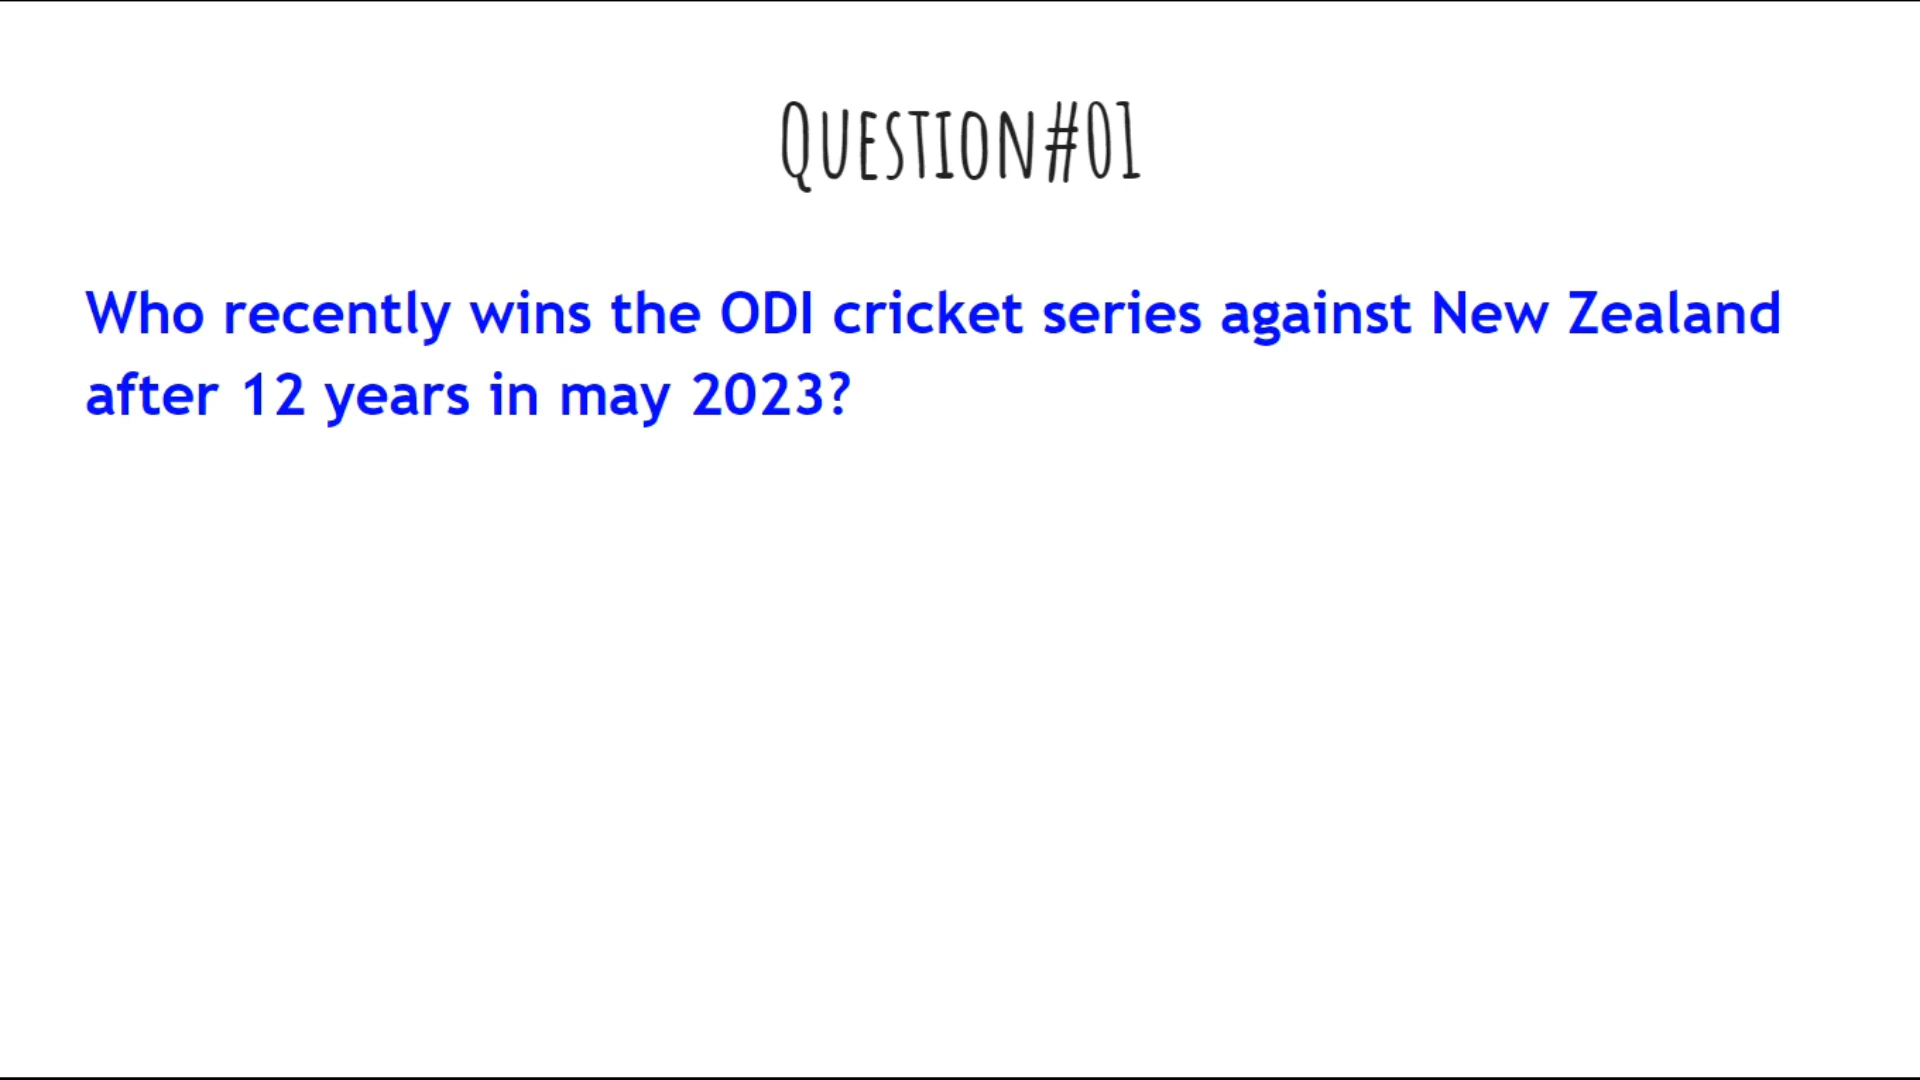 Question#01
Who recently wins the ODI cricket series against New Zealand
after 12 years in may 2023?